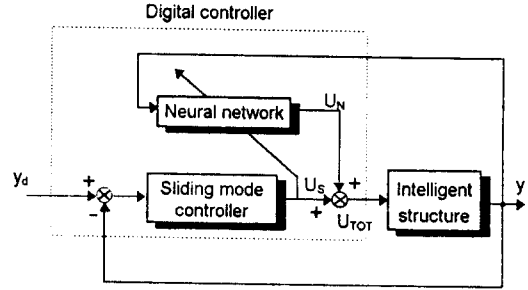 Digital controller
Neural network
U_N
y_d
+
−
Sliding mode
controller
U_S
+
+
U_TOT
Intelligent
structure
y